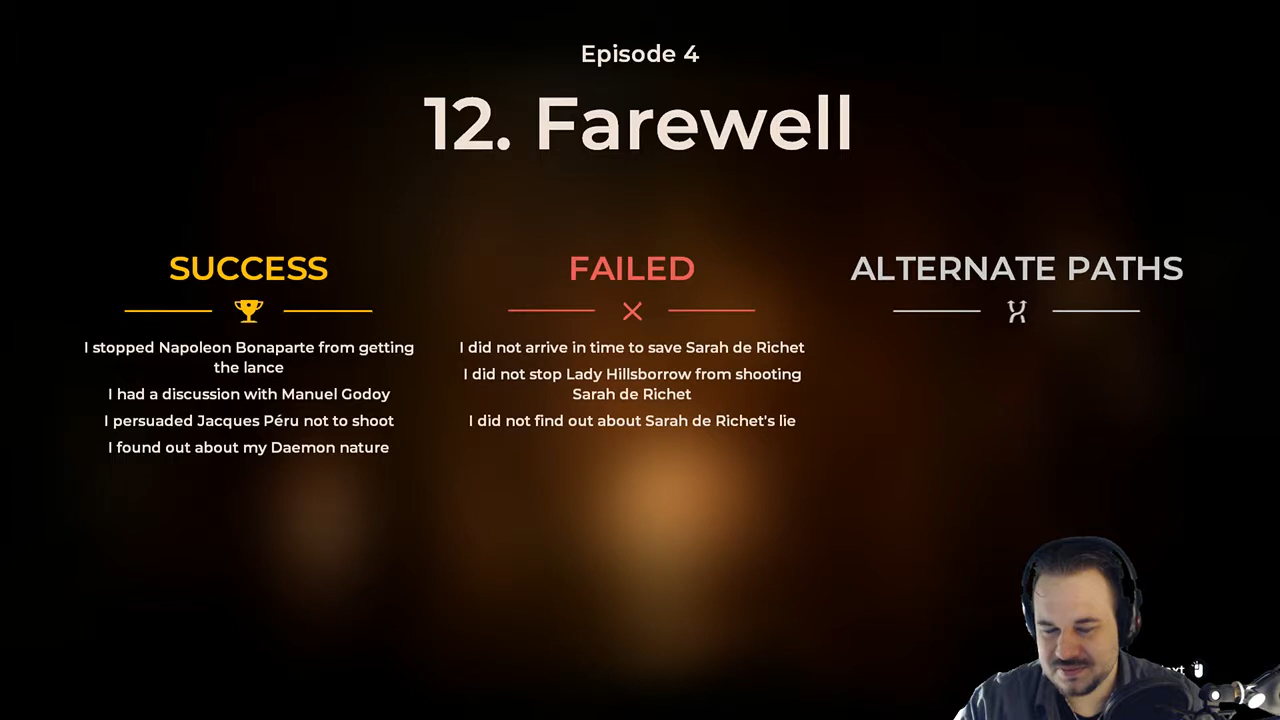 Episode 4
12. Farewell
SUCCESS
I stopped Napoleon Bonaparte from getting
the lance
I had a discussion with Manuel Godoy
I persuaded Jacques Péru not to shoot
I found out about my Daemon nature
FAILED
I did not arrive in time to save Sarah de Richet
I did not stop Lady Hillsborrow from shooting
Sarah de Richet
I did not find out about Sarah de Richet's lie
ALTERNATE PATHS